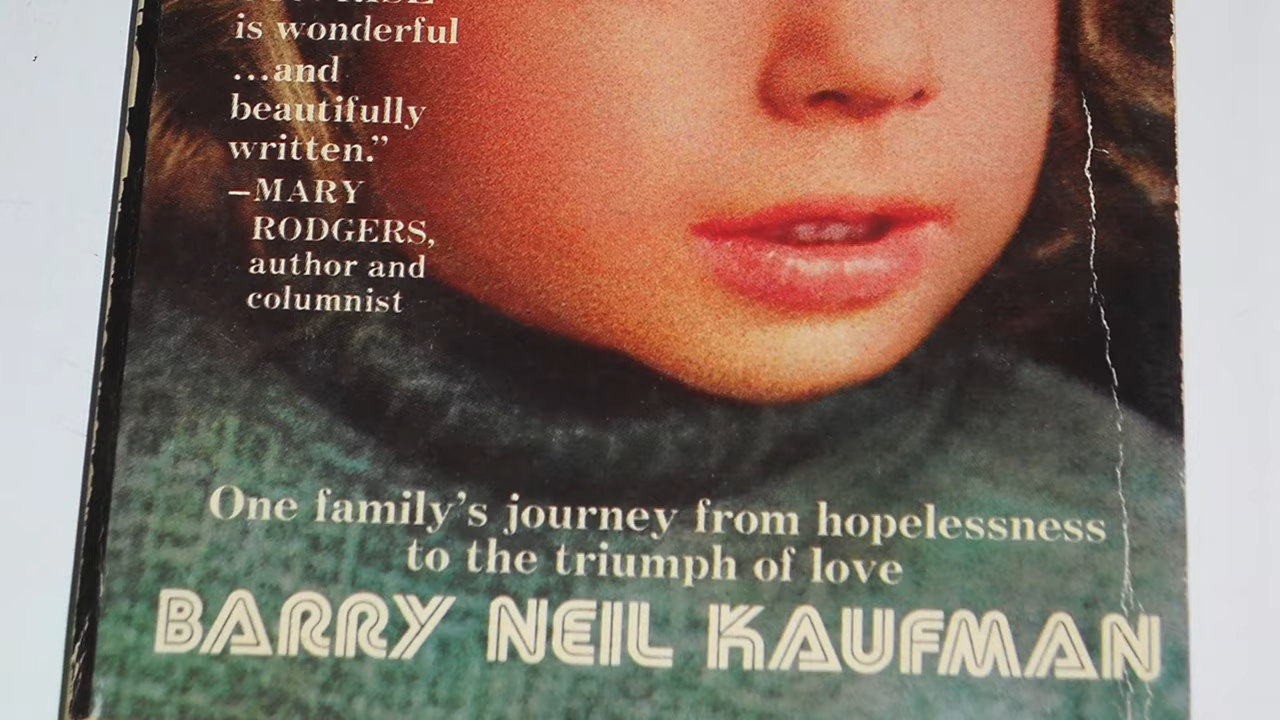 is wonderful
...and
beautifully
written.”
–MARY
RODGERS,
author and
columnist
One family’s journey from hopelessness
to the triumph of love
BARRY NEIL KAUFMAN